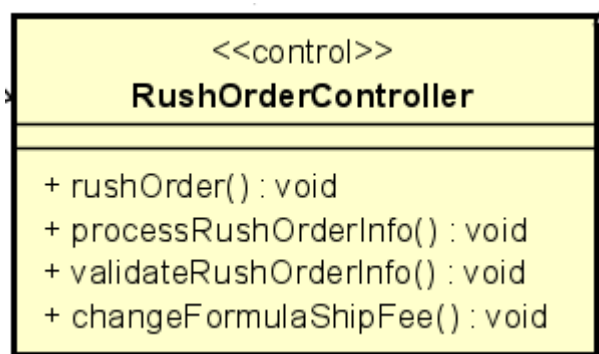 <<control>>
RushOrderController
+ rushOrder() : void
+ processRushOrderInfo() : void
+ validateRushOrderInfo() : void
+ changeFormulaShipFee() : void